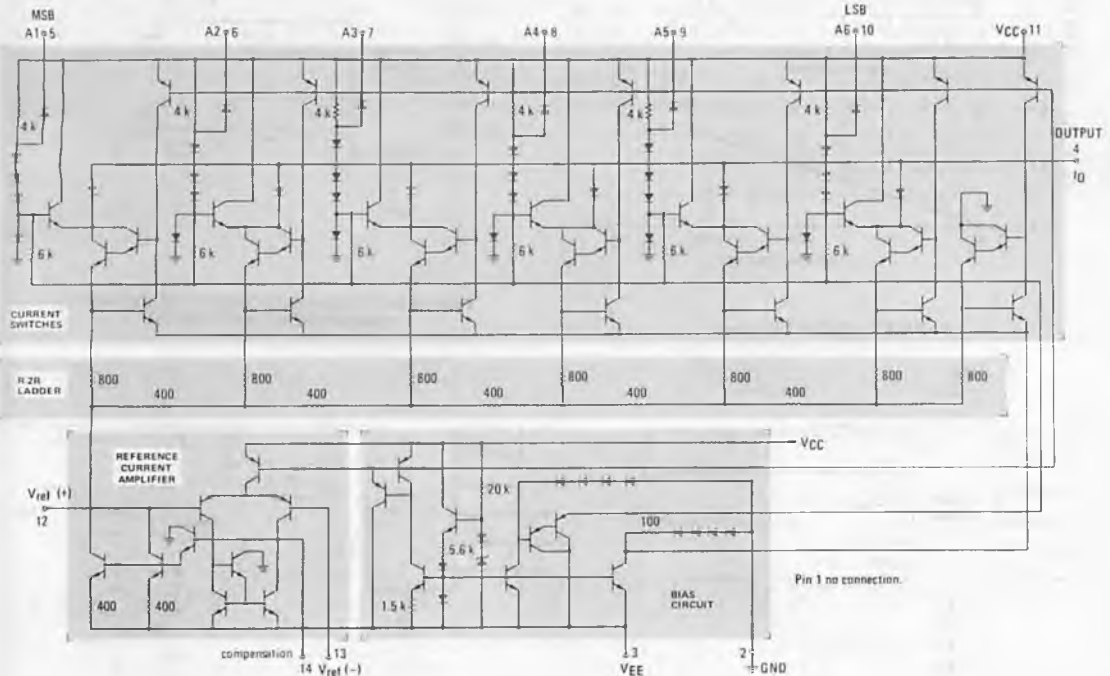 MSB
LSB
A1 5
A2 6
A3 7
A4 8
A5 9
A6 10
VCC 11
4 k
4 k
4 k
4 k
4 k
4 k
OUTPUT
4
IO
6 k
6 k
6 k
6 k
6 k
6 k
CURRENT
SWITCHES
R-2R
LADDER
800
400
800
400
800
400
800
400
800
400
800
800
REFERENCE
CURRENT
AMPLIFIER
VCC
Vref (+)
12
20 k
100
5.6 k
1.5 k
400
400
BIAS
CIRCUIT
Pin 1 no connection.
compensation
14
13
Vref (−)
3
VEE
2
GND